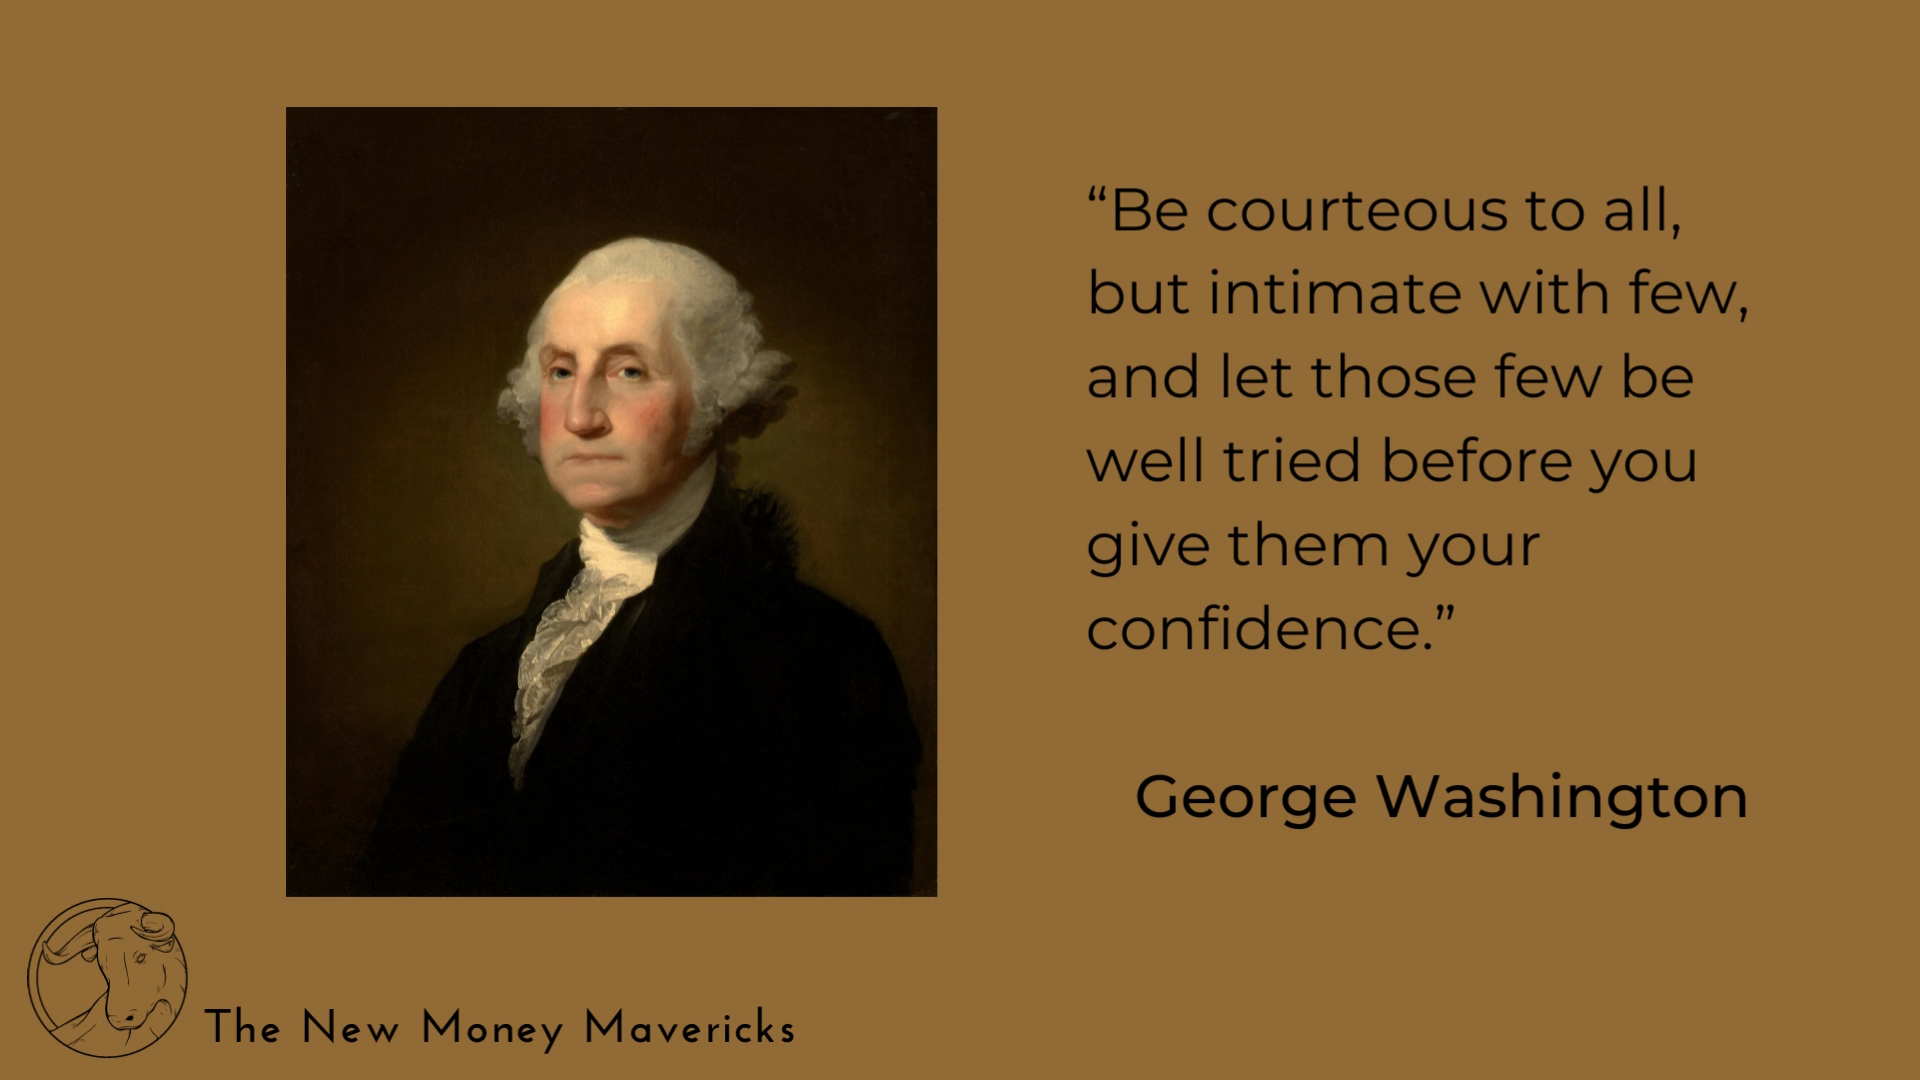 “Be courteous to all,
but intimate with few,
and let those few be
well tried before you
give them your
confidence.”
George Washington
The New Money Mavericks